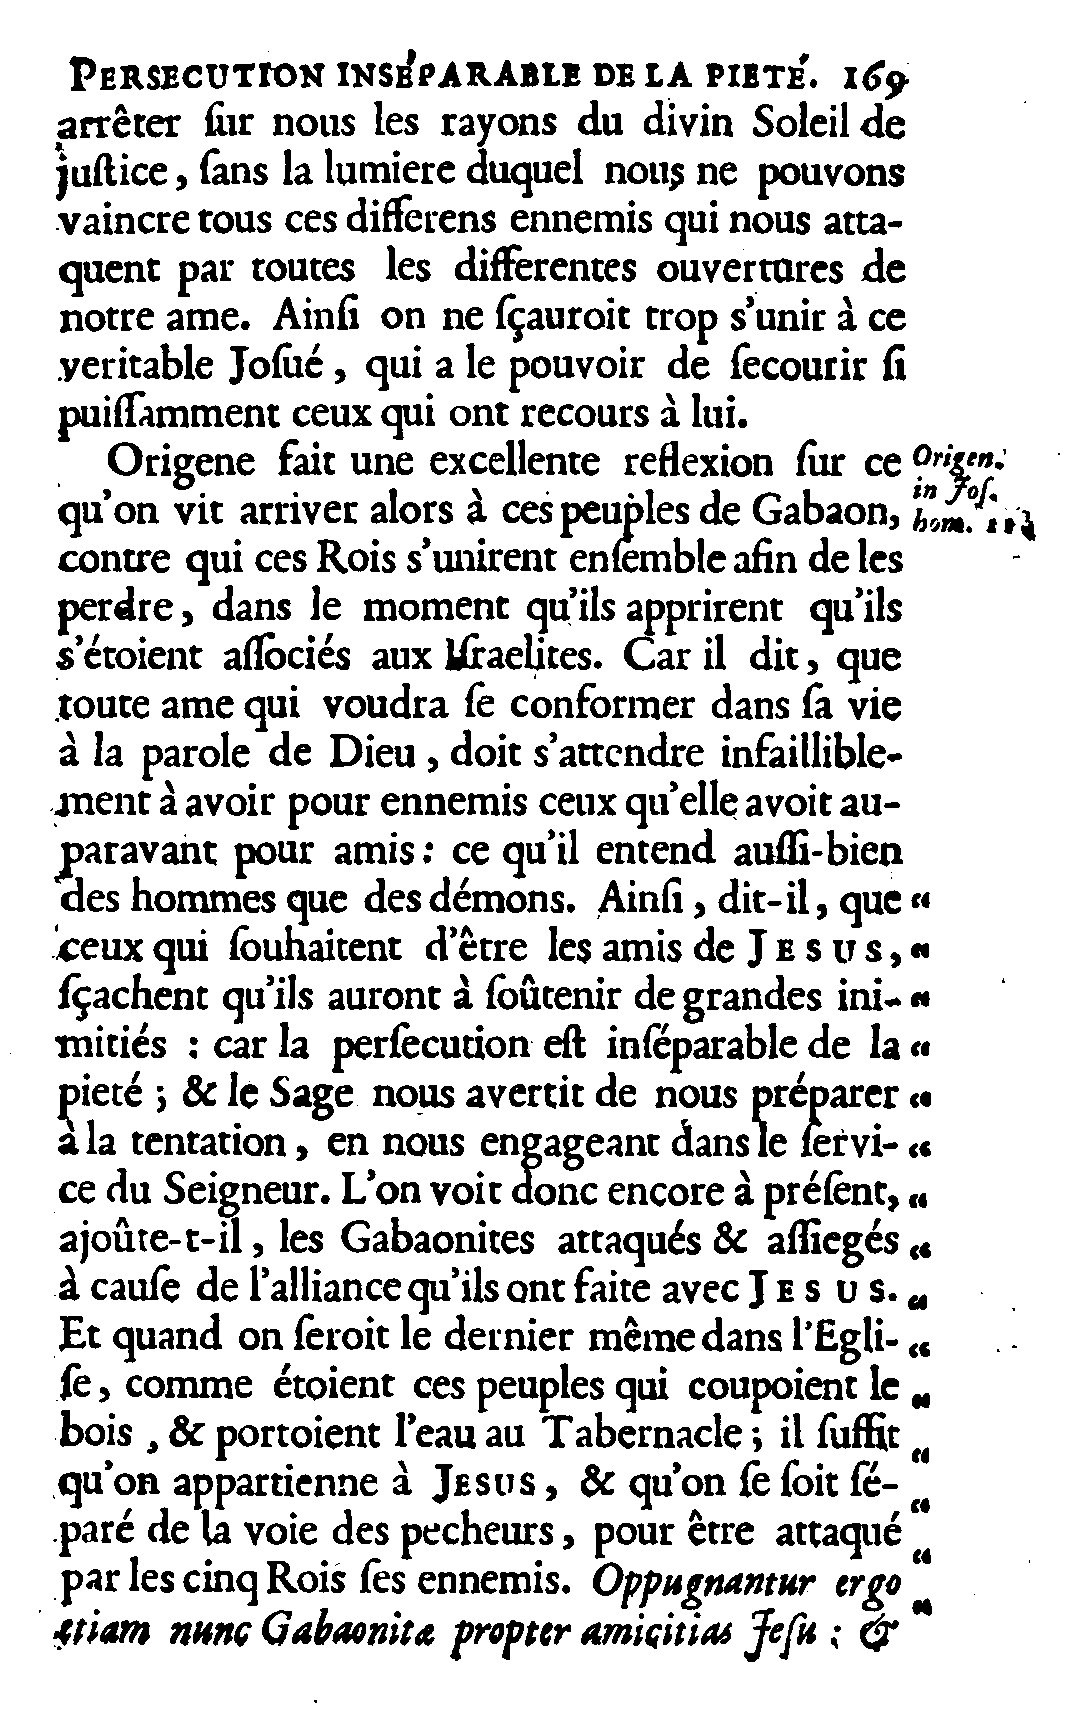 PERSECUTION INSÉPARABLE DE LA PIETÉ. 169
arrêter ſur nous les rayons du divin Soleil de
juſtice, ſans la lumiere duquel nous ne pouvons
vaincre tous ces differens ennemis qui nous atta-
quent par toutes les differentes ouvertures de
notre ame. Ainſi on ne ſçauroit trop s'unir à ce
veritable Joſué, qui a le pouvoir de ſecourir ſi
puiſſamment ceux qui ont recours à lui.
Origene fait une excellente reflexion ſur ce
Origen.
in Joſ.
hom. 11.
qu'on vit arriver alors à ces peuples de Gabaon,
contre qui ces Rois s'unirent enſemble afin de les
perdre, dans le moment qu'ils apprirent qu'ils
s'étoient aſſociés aux Iſraelites. Car il dit, que
toute ame qui voudra ſe conformer dans ſa vie
à la parole de Dieu, doit s'attendre infaillible-
ment à avoir pour ennemis ceux qu'elle avoit au-
paravant pour amis: ce qu'il entend auſſi-bien
des hommes que des démons. Ainſi, dit-il, que “
ceux qui ſouhaitent d'être les amis de JESUS, “
ſçachent qu'ils auront à ſoûtenir de grandes ini- “
mitiés : car la perſecution eſt inſéparable de la “
pieté ; & le Sage nous avertit de nous préparer “
à la tentation, en nous engageant dans le ſervi- “
ce du Seigneur. L'on voit donc encore à préſent, “
ajoûte-t-il, les Gabaonites attaqués & aſſiegés “
à cauſe de l'alliance qu'ils ont faite avec JESUS. “
Et quand on ſeroit le dernier même dans l'Egli- “
ſe, comme étoient ces peuples qui coupoient le “
bois, & portoient l'eau au Tabernacle ; il ſuffit “
qu'on appartienne à JESUS, & qu'on ſe ſoit ſé- “
paré de la voie des pecheurs, pour être attaqué “
par les cinq Rois ſes ennemis. Oppugnantur ergo “
etiam nunc Gabaonitæ propter amicitias Jeſu ; &